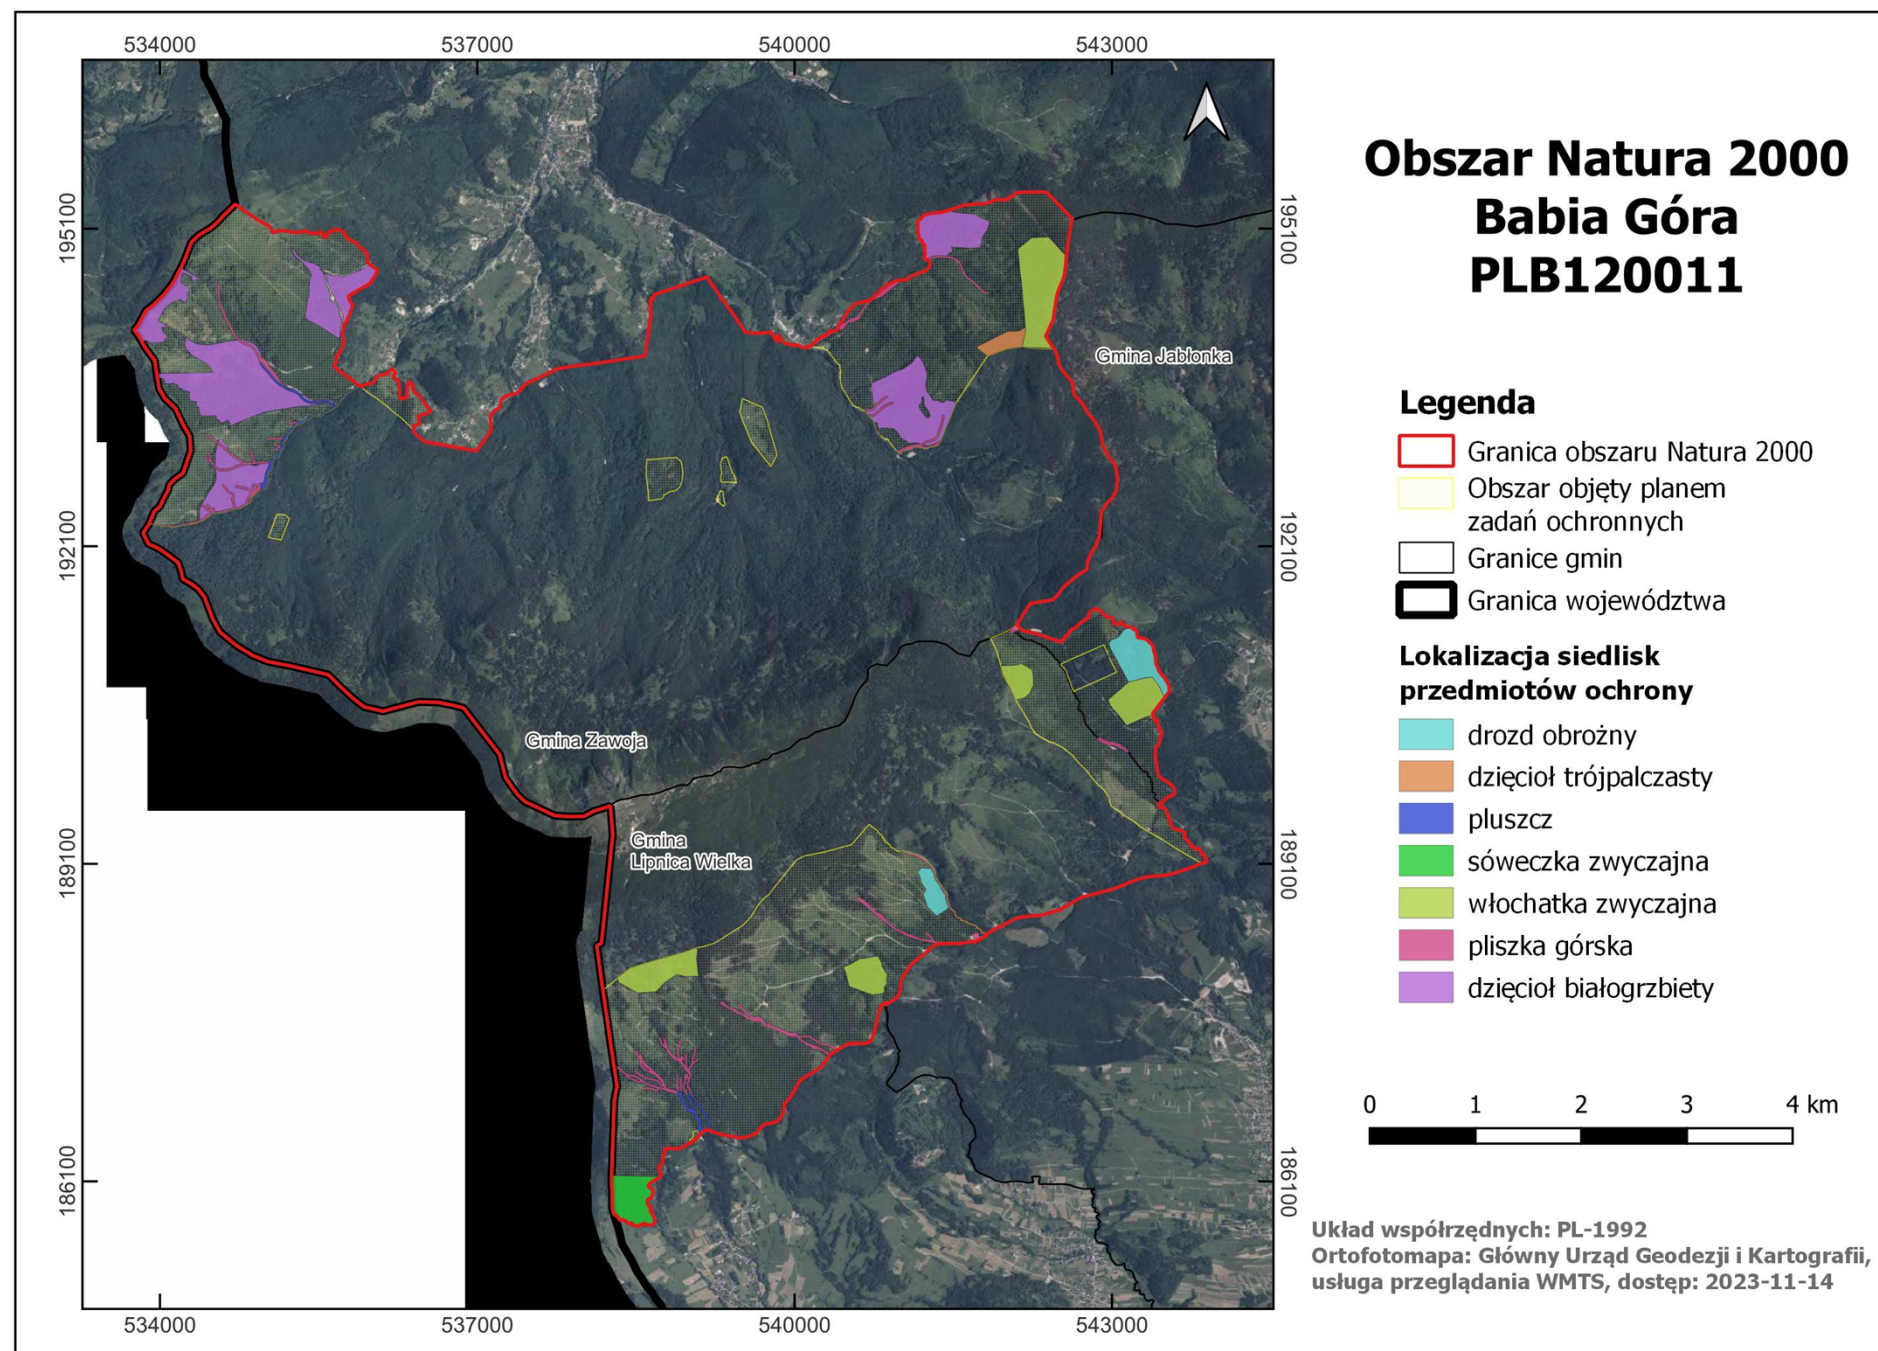 534000
537000
540000
543000
195100
195100
192100
192100
189100
189100
186100
186100
534000
537000
540000
543000
Gmina Jabłonka
Gmina Zawoja
Gmina
Lipnica Wielka
Obszar Natura 2000
Babia Góra
PLB120011
Legenda
Granica obszaru Natura 2000
Obszar objęty planem
zadań ochronnych
Granice gmin
Granica województwa
Lokalizacja siedlisk
przedmiotów ochrony
drozd obrożny
dzięcioł trójpalczasty
pluszcz
sóweczka zwyczajna
włochatka zwyczajna
pliszka górska
dzięcioł białogrzbiety
0 1 2 3 4 km
Układ współrzędnych: PL-1992
Ortofotomapa: Główny Urząd Geodezji i Kartografii,
usługa przeglądania WMTS, dostęp: 2023-11-14